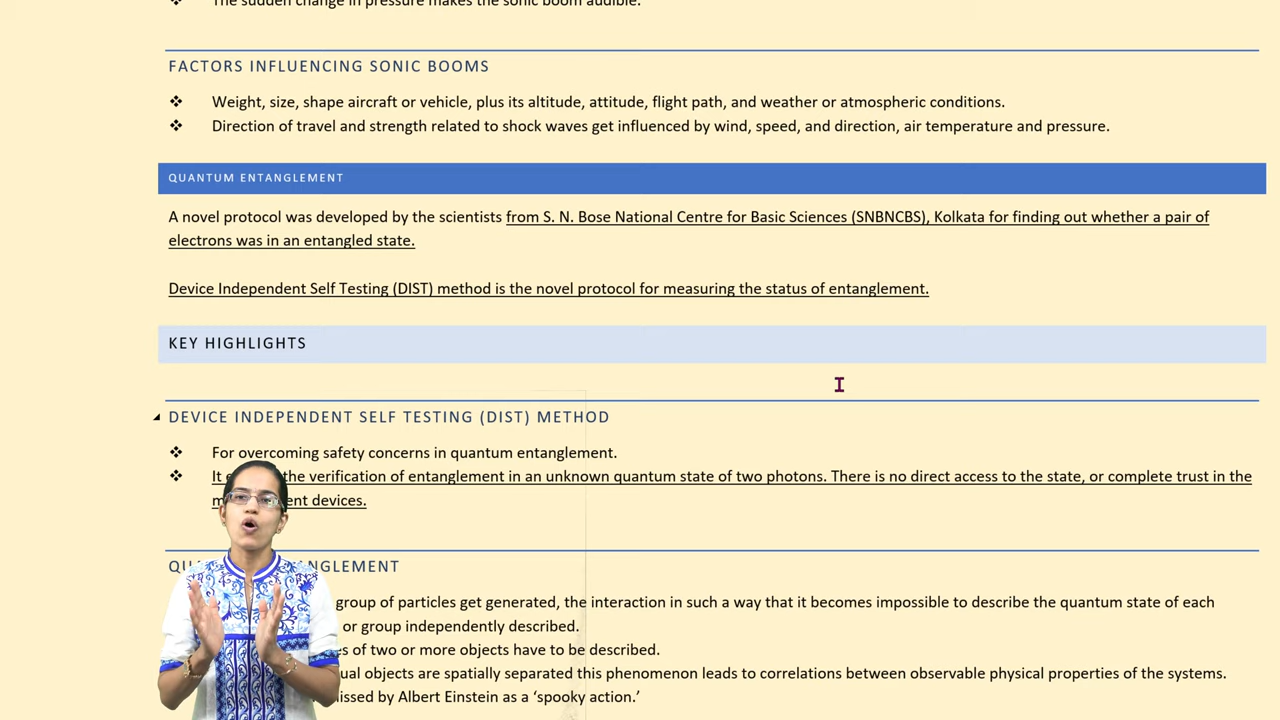 ❖ The sudden change in pressure makes the sonic boom audible.
FACTORS INFLUENCING SONIC BOOMS
❖ Weight, size, shape aircraft or vehicle, plus its altitude, attitude, flight path, and weather or atmospheric conditions.
❖ Direction of travel and strength related to shock waves get influenced by wind, speed, and direction, air temperature and pressure.
QUANTUM ENTANGLEMENT
A novel protocol was developed by the scientists from S. N. Bose National Centre for Basic Sciences (SNBNCBS), Kolkata for finding out whether a pair of
electrons was in an entangled state.
Device Independent Self Testing (DIST) method is the novel protocol for measuring the status of entanglement.
KEY HIGHLIGHTS
DEVICE INDEPENDENT SELF TESTING (DIST) METHOD
❖ For overcoming safety concerns in quantum entanglement.
❖ It the verification of entanglement in an unknown quantum state of two photons. There is no direct access to the state, or complete trust in the
devices.
group of particles get generated, the interaction in such a way that it becomes impossible to describe the quantum state of each
or group independently described.
of two or more objects have to be described.
objects are spatially separated this phenomenon leads to correlations between observable physical properties of the systems.
by Albert Einstein as a ‘spooky action.’